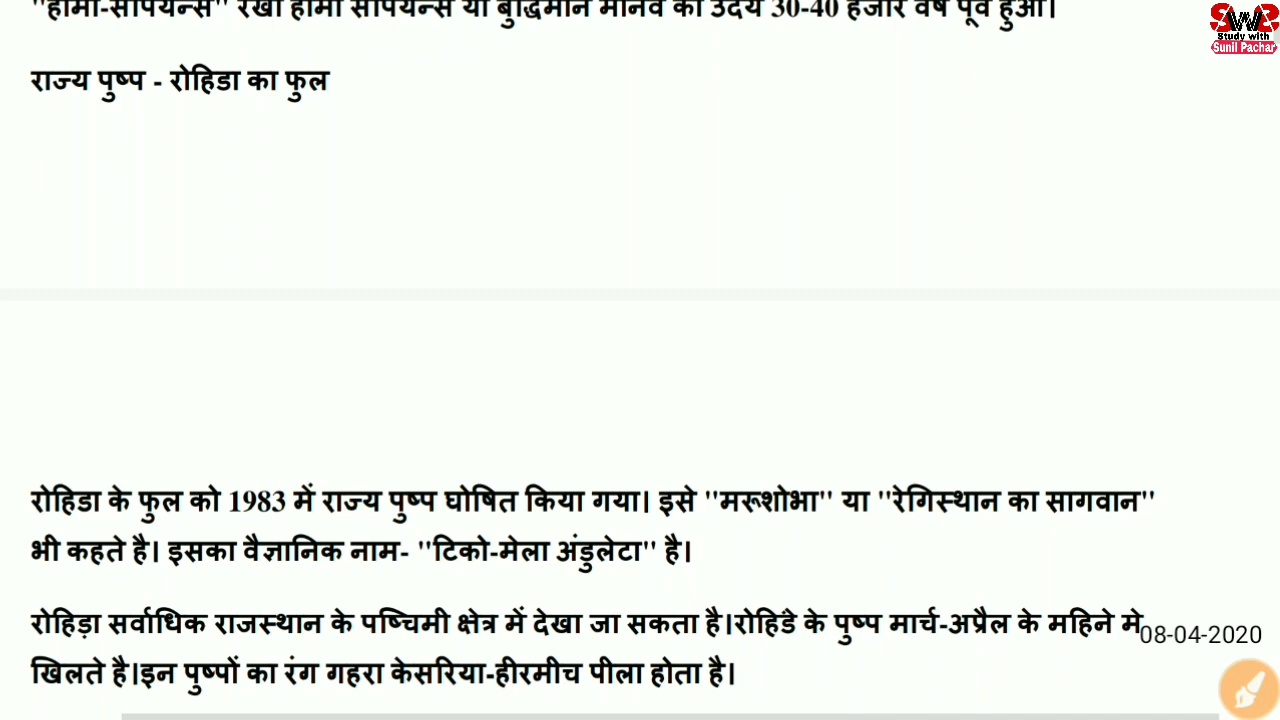 "होमो-सेपियन्स" रखा होमो सेपियन्स या बुद्धिमान मानव का उदय 30-40 हजार वर्ष पूर्व हुआ।
SWS
Study with
Sunil Pachar
राज्य पुष्प - रोहिडा का फुल
रोहिडा के फुल को 1983 में राज्य पुष्प घोषित किया गया। इसे "मरूशोभा" या "रेगिस्थान का सागवान"
भी कहते है। इसका वैज्ञानिक नाम- "टिको-मेला अंडुलेटा" है।
रोहिड़ा सर्वाधिक राजस्थान के पष्चिमी क्षेत्र में देखा जा सकता है।रोहिडे के पुष्प मार्च-अप्रैल के महिने मे
08-04-2020
खिलते है।इन पुष्पों का रंग गहरा केसरिया-हीरमीच पीला होता है।